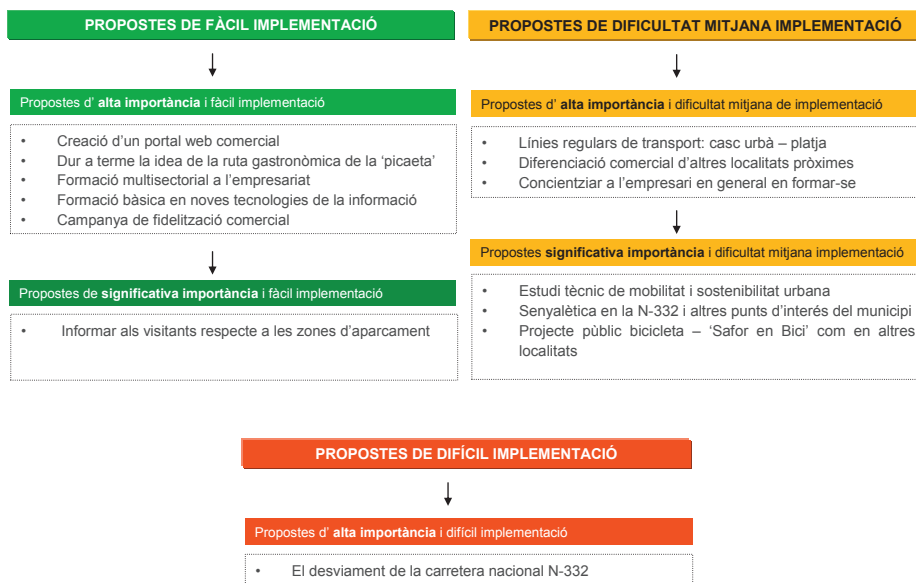 PROPOSTES DE FÀCIL IMPLEMENTACIÓ
Propostes d' alta importància i fàcil implementació
• Creació d'un portal web comercial
• Dur a terme la idea de la ruta gastronòmica de la 'picaeta'
• Formació multisectorial a l'empresariat
• Formació bàsica en noves tecnologies de la informació
• Campanya de fidelització comercial
Propostes de significativa importància i fàcil implementació
• Informar als visitants respecte a les zones d'aparcament
PROPOSTES DE DIFICULTAT MITJANA IMPLEMENTACIÓ
Propostes d' alta importància i dificultat mitjana de implementació
• Línies regulars de transport: casc urbà – platja
• Diferenciació comercial d'altres localitats pròximes
• Concientziar a l'empresari en general en formar-se
Propostes significativa importància i dificultat mitjana implementació
• Estudi tècnic de mobilitat i sostenibilitat urbana
• Senyalètica en la N-332 i altres punts d'interés del municipi
• Projecte pùblic bicicleta – 'Safor en Bici' com en altres
localitats
PROPOSTES DE DIFÍCIL IMPLEMENTACIÓ
Propostes d' alta importància i difícil implementació
• El desviament de la carretera nacional N-332